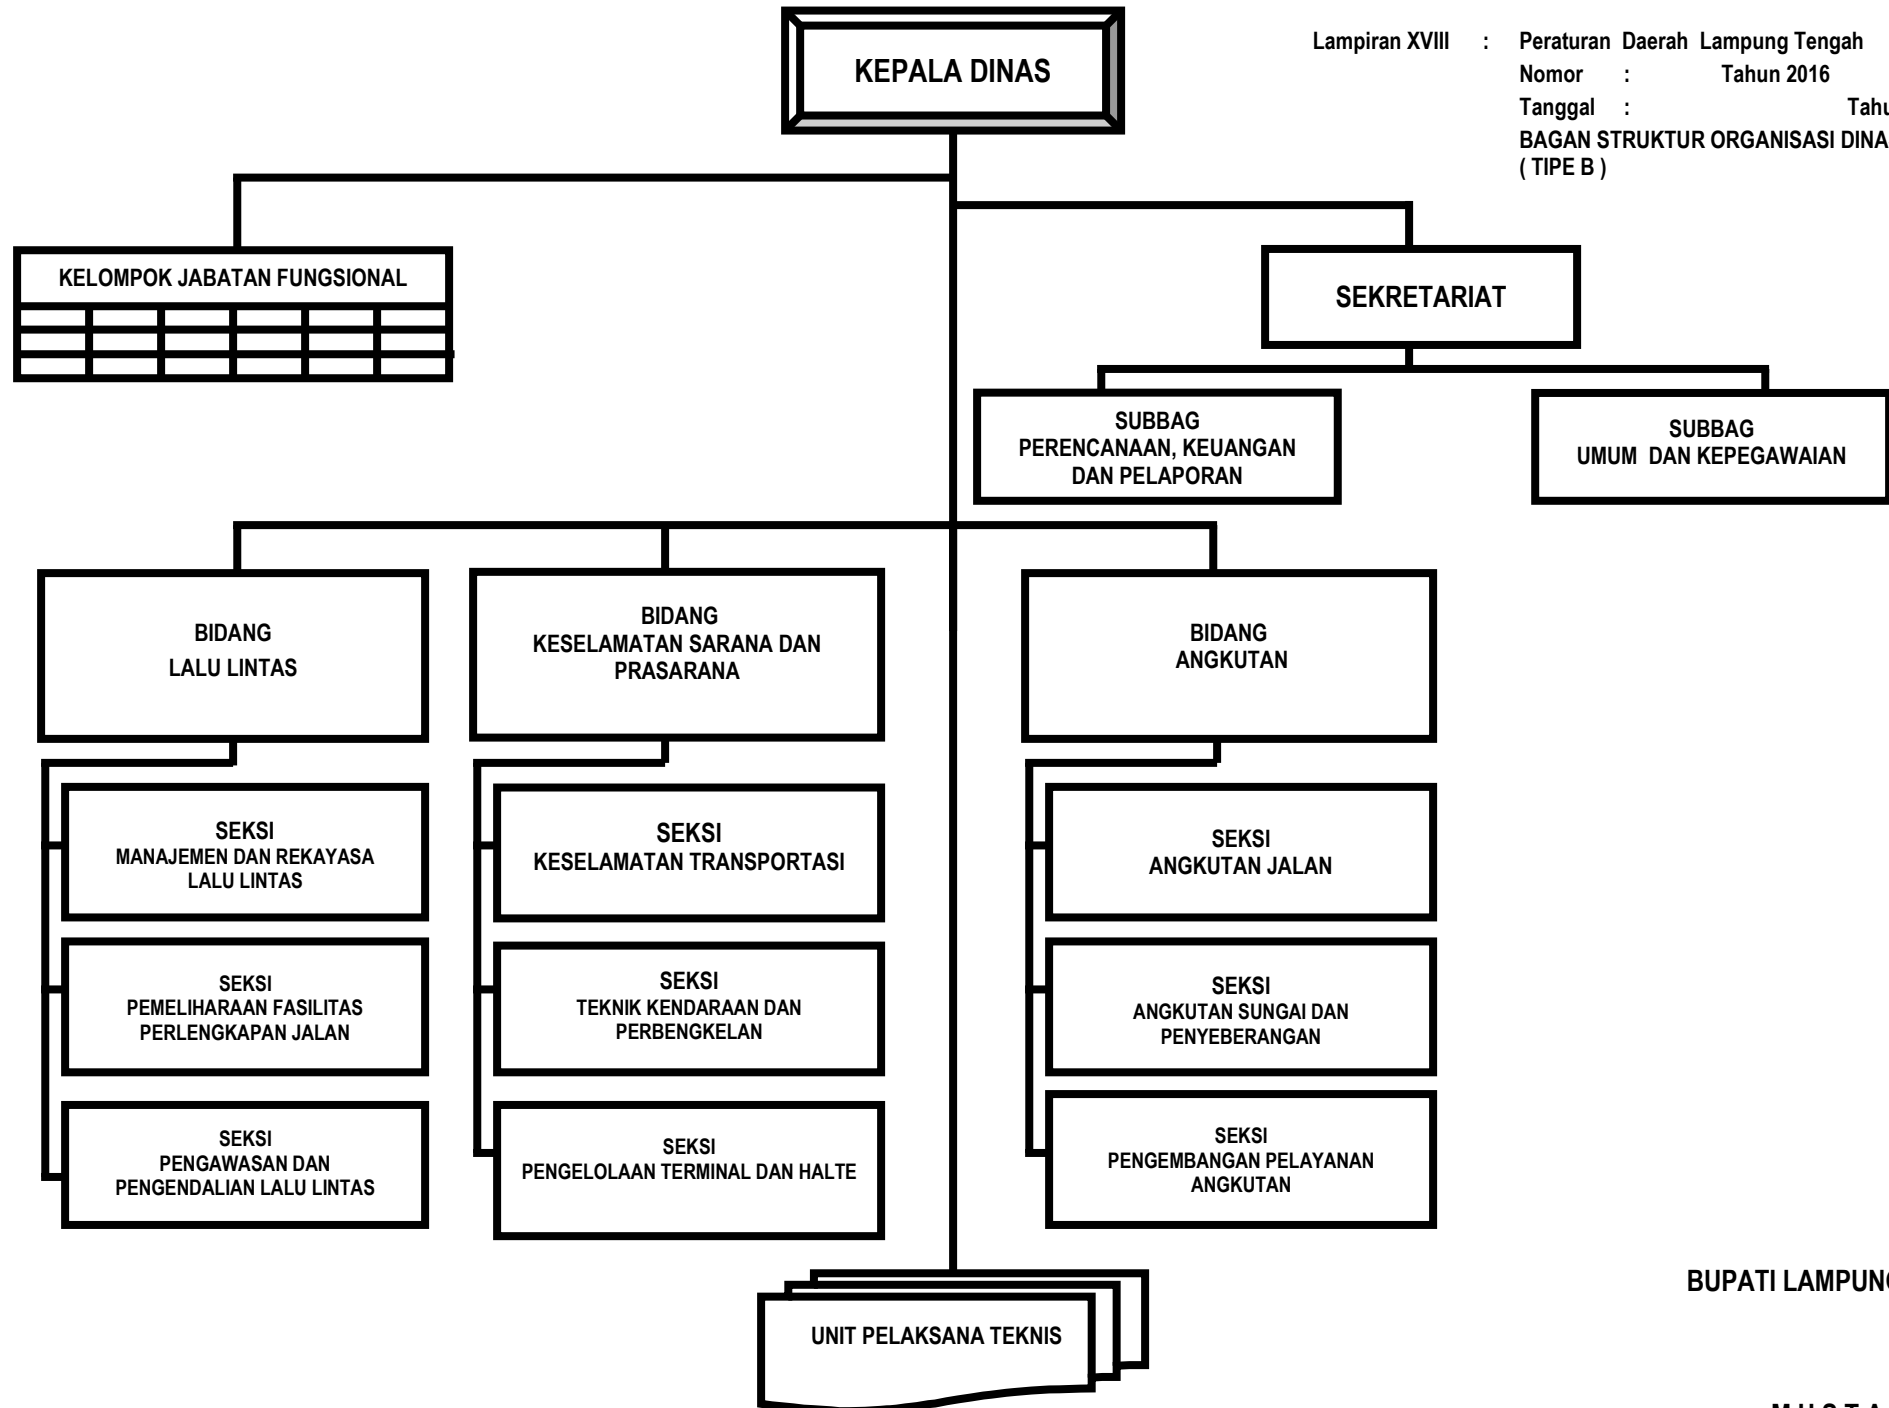 KEPALA DINAS
Lampiran XVIII : Peraturan Daerah Lampung Tengah
Nomor : Tahun 2016
Tanggal :
BAGAN STRUKTUR ORGANISASI
( TIPE B )
KELOMPOK JABATAN FUNGSIONAL
SEKRETARIAT
SUBBAG
PERENCANAAN, KEUANGAN
DAN PELAPORAN
SUBBAG
UMUM DAN KEPEGAWAIAN
BIDANG
LALU LINTAS
BIDANG
KESELAMATAN SARANA DAN
PRASARANA
BIDANG
ANGKUTAN
SEKSI
MANAJEMEN DAN REKAYASA
LALU LINTAS
SEKSI
PEMELIHARAAN FASILITAS
PERLENGKAPAN JALAN
SEKSI
PENGAWASAN DAN
PENGENDALIAN LALU LINTAS
SEKSI
KESELAMATAN TRANSPORTASI
SEKSI
TEKNIK KENDARAAN DAN
PERBENGKELAN
SEKSI
PENGELOLAAN TERMINAL DAN HALTE
SEKSI
ANGKUTAN JALAN
SEKSI
ANGKUTAN SUNGAI DAN
PENYEBERANGAN
SEKSI
PENGEMBANGAN PELAYANAN
ANGKUTAN
UNIT PELAKSANA TEKNIS
BUPATI